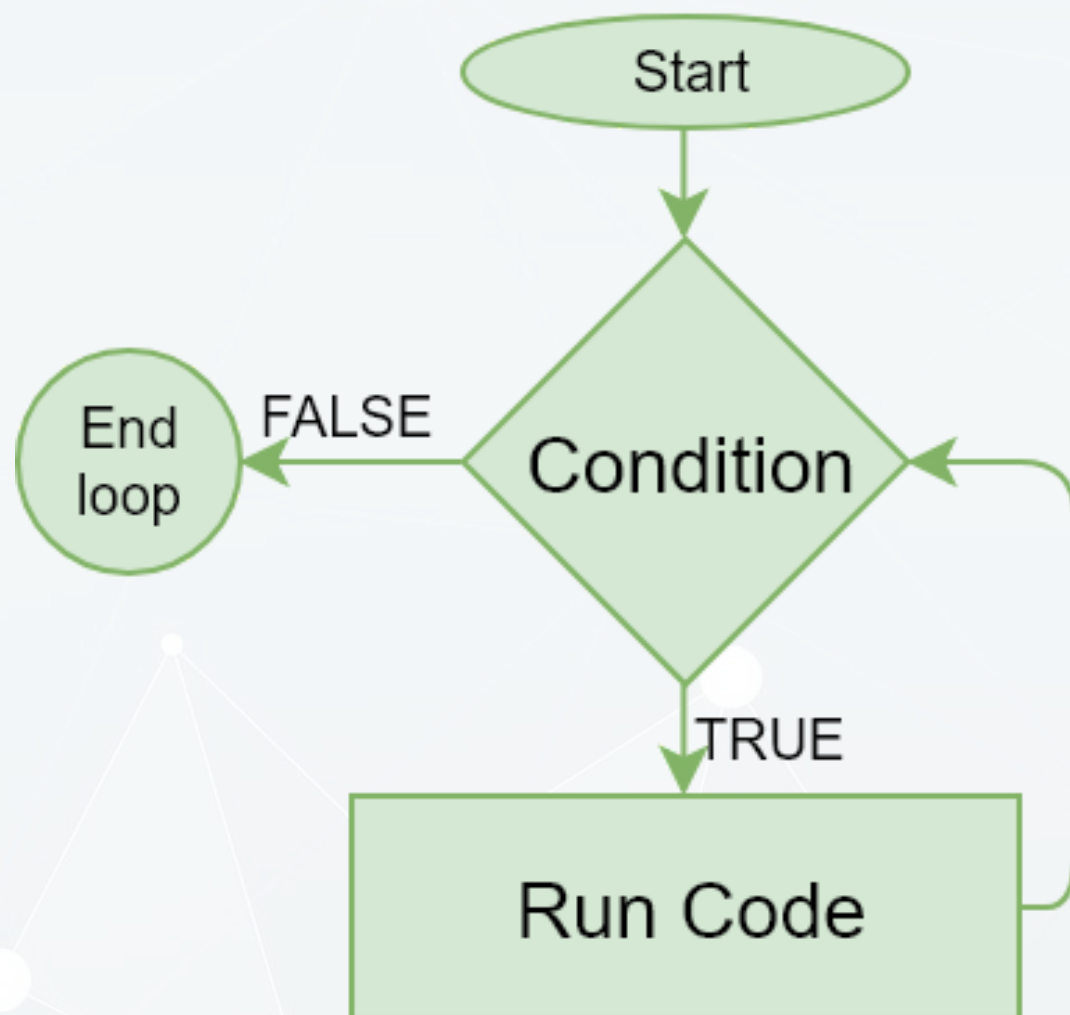 Start
FALSE
End
loop
Condition
TRUE
Run Code